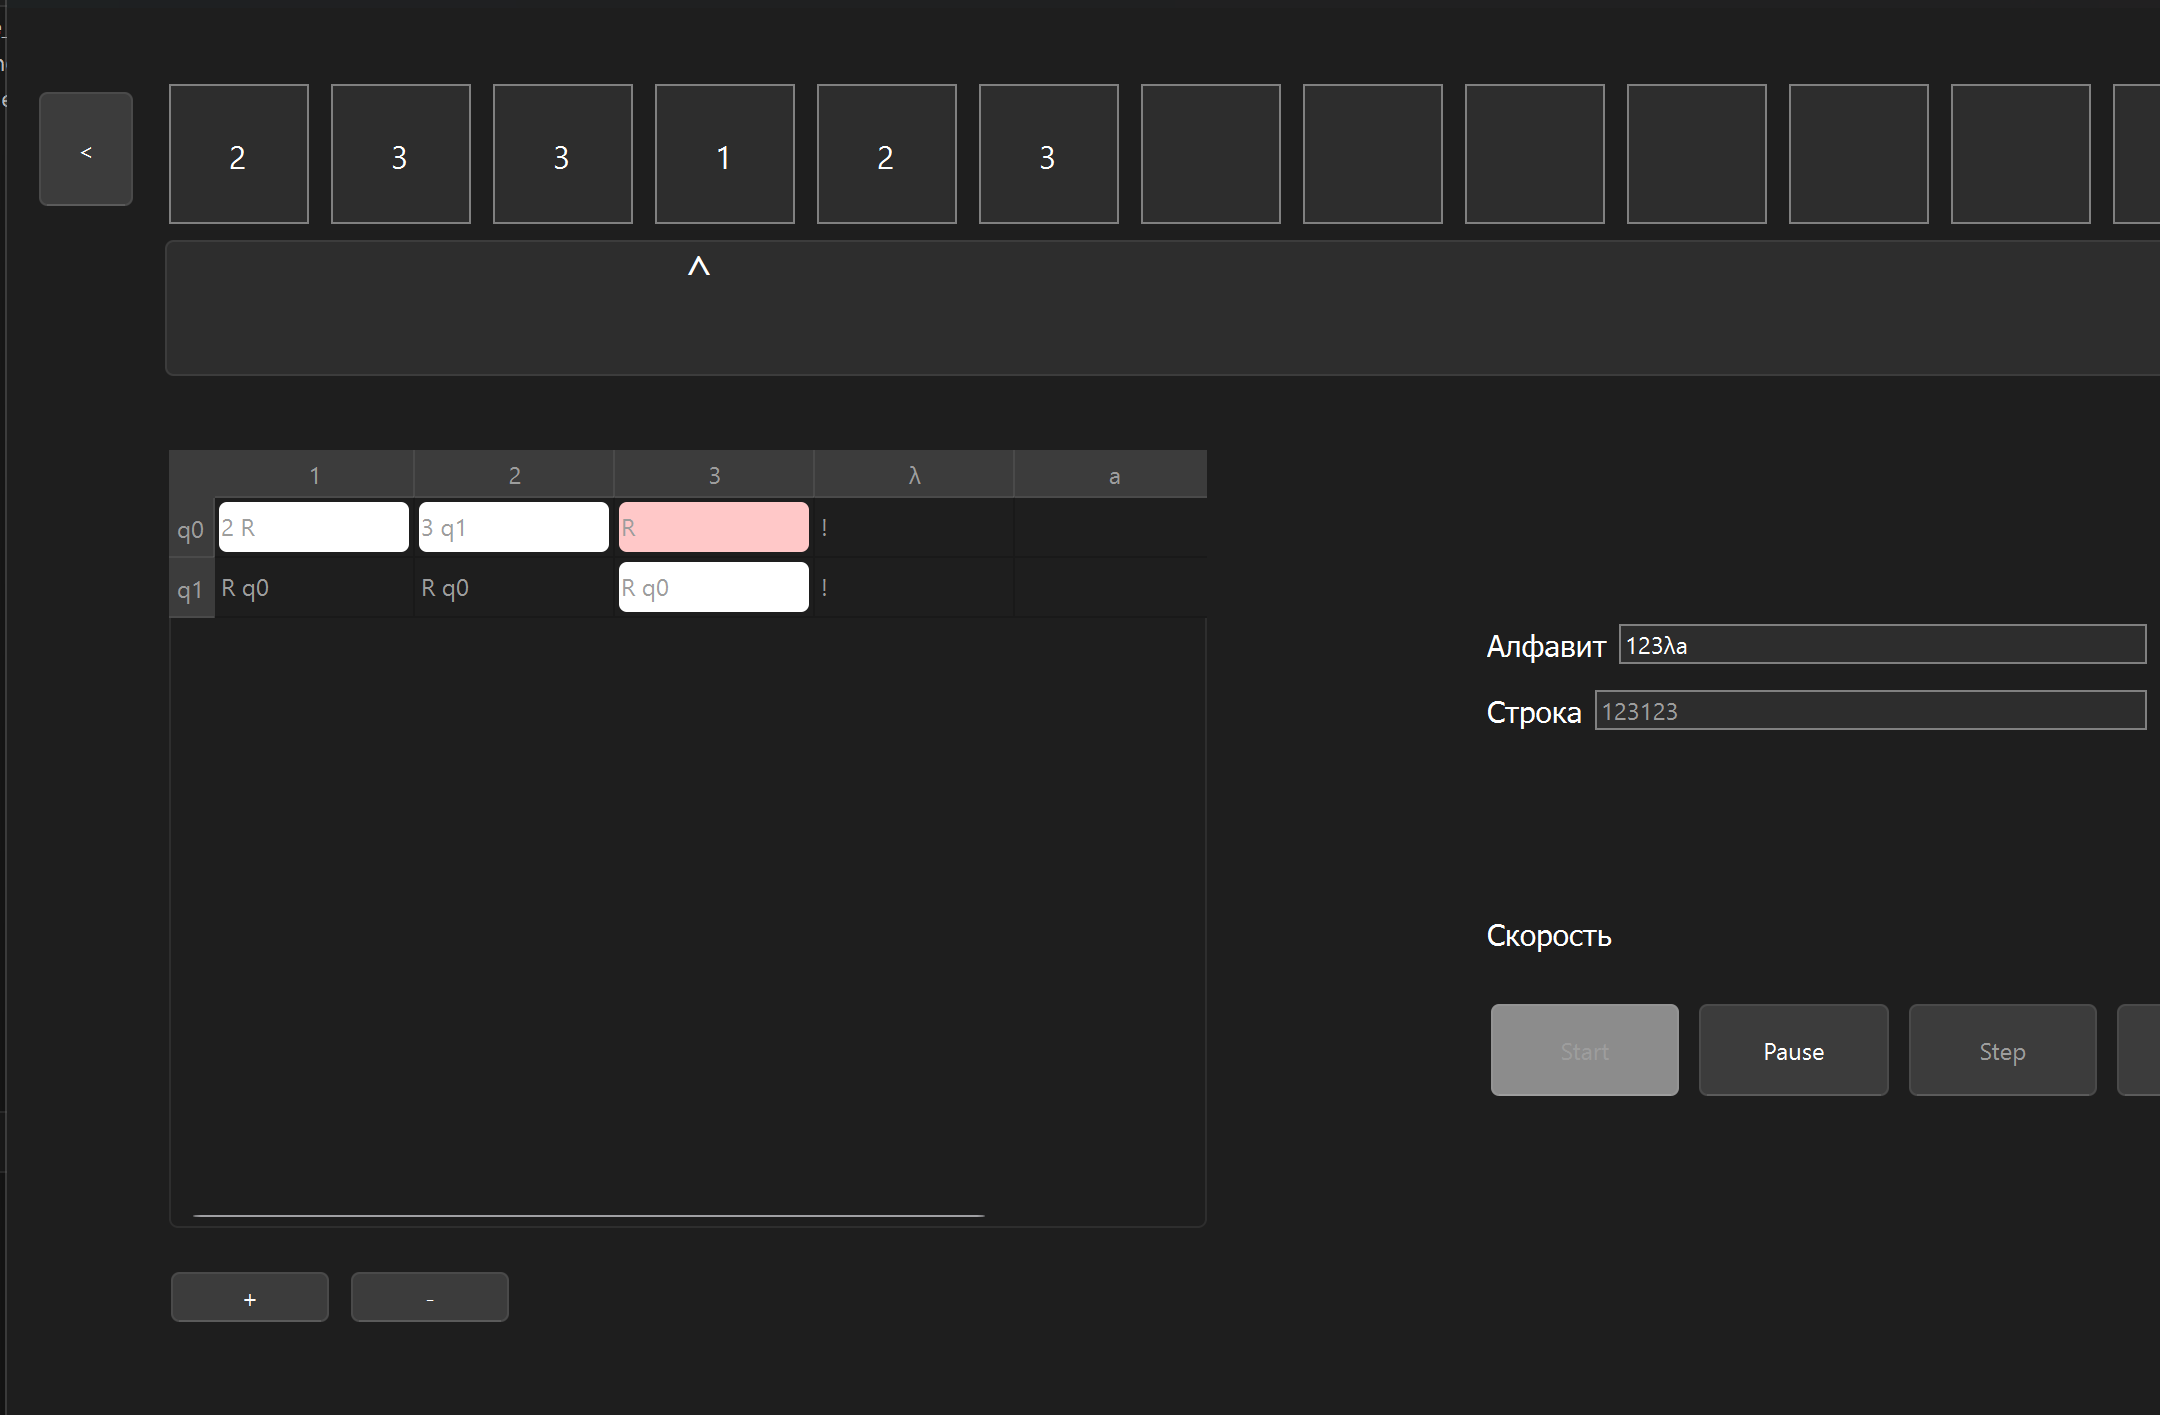 < 2 3 3 1 2 3
^
1 2 3 λ a
q0 2 R 3 q1 R !
q1 R q0 R q0 R q0 !
Алфавит 123λa
Строка 123123
Скорость
Start Pause Step
+ -